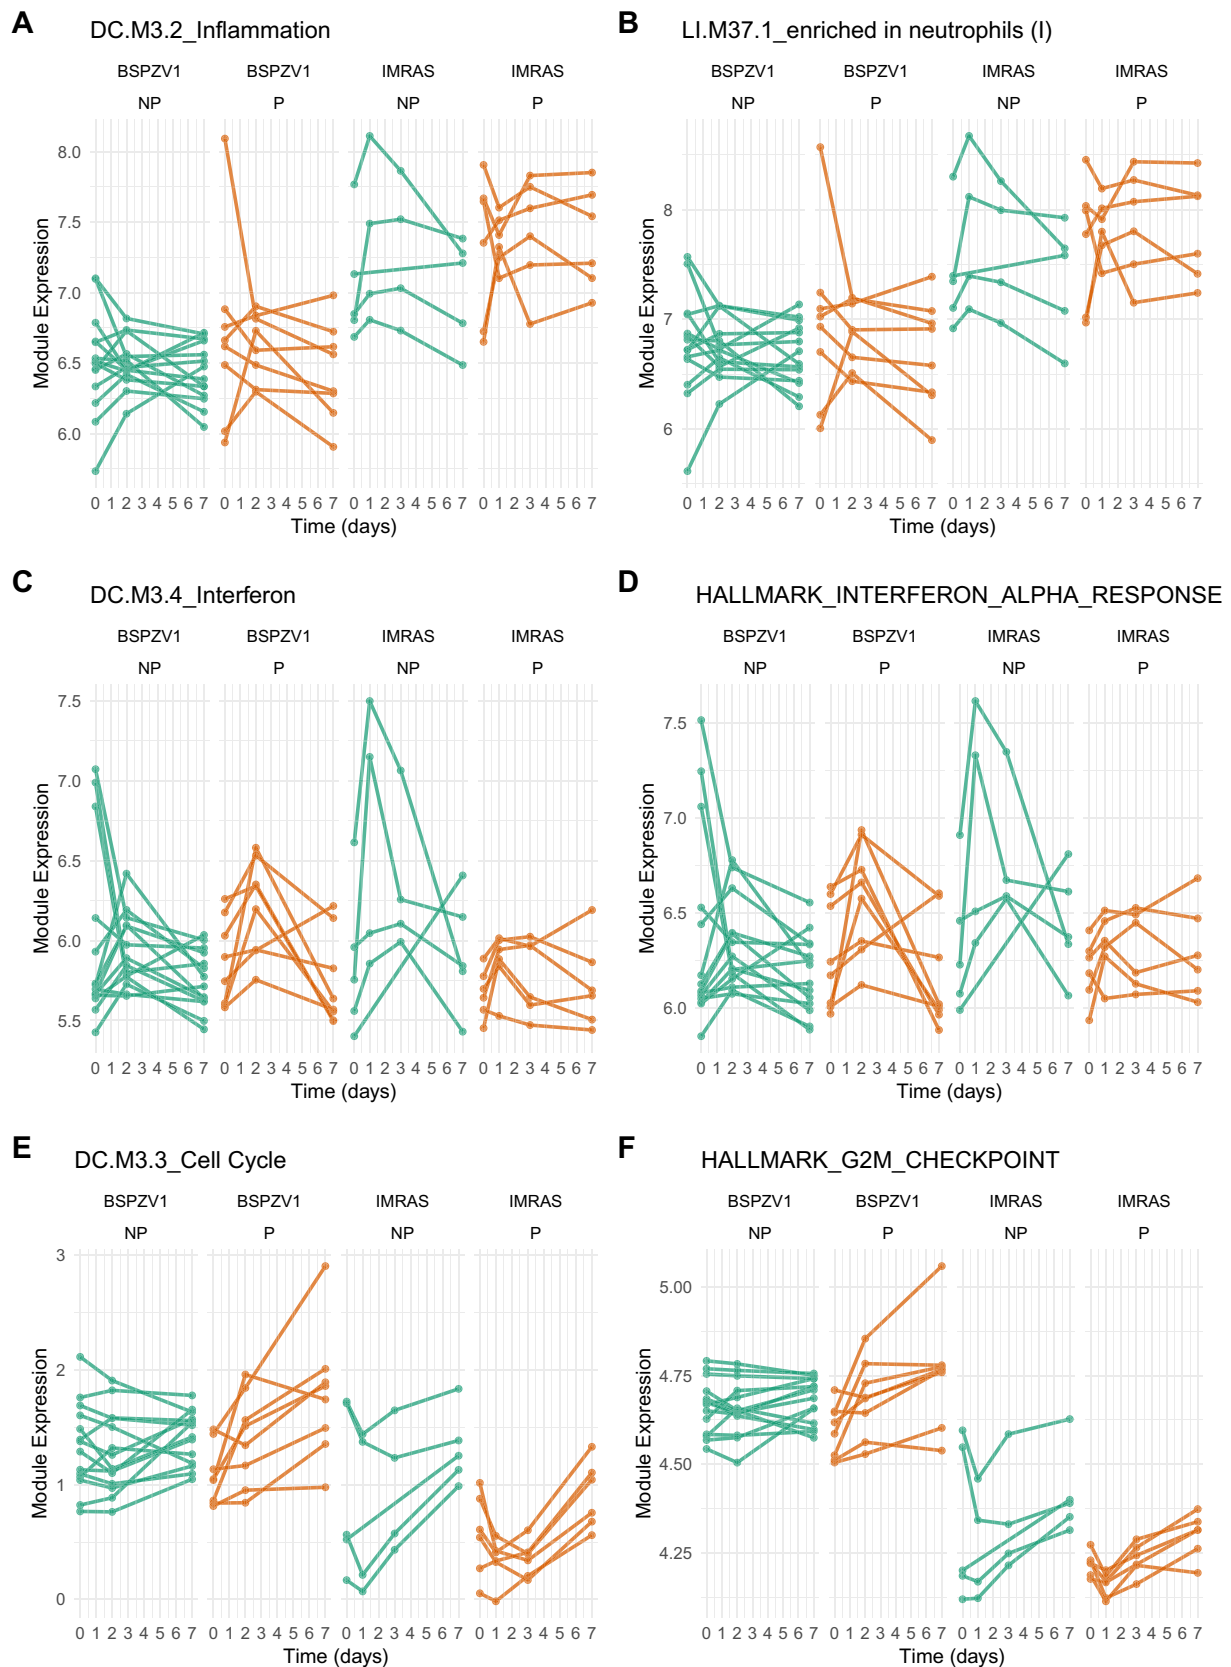 A DC.M3.2_Inflammation
BSPZV1 BSPZV1 IMRAS IMRAS
NP P NP P
Module Expression
8.0
7.5
7.0
6.5
6.0
0 1 2 3 4 5 6 7 0 1 2 3 4 5 6 7 0 1 2 3 4 5 6 7 0 1 2 3 4 5 6 7
Time (days)
B LI.M37.1_enriched in neutrophils (I)
BSPZV1 BSPZV1 IMRAS IMRAS
NP P NP P
Module Expression
8
7
6
0 1 2 3 4 5 6 7 0 1 2 3 4 5 6 7 0 1 2 3 4 5 6 7 0 1 2 3 4 5 6 7
Time (days)
C DC.M3.4_Interferon
BSPZV1 BSPZV1 IMRAS IMRAS
NP P NP P
Module Expression
7.5
7.0
6.5
6.0
5.5
0 1 2 3 4 5 6 7 0 1 2 3 4 5 6 7 0 1 2 3 4 5 6 7 0 1 2 3 4 5 6 7
Time (days)
D HALLMARK_INTERFERON_ALPHA_RESPONSE
BSPZV1 BSPZV1 IMRAS IMRAS
NP P NP P
Module Expression
7.5
7.0
6.5
6.0
0 1 2 3 4 5 6 7 0 1 2 3 4 5 6 7 0 1 2 3 4 5 6 7 0 1 2 3 4 5 6 7
Time (days)
E DC.M3.3_Cell Cycle
BSPZV1 BSPZV1 IMRAS IMRAS
NP P NP P
Module Expression
3
2
1
0
0 1 2 3 4 5 6 7 0 1 2 3 4 5 6 7 0 1 2 3 4 5 6 7 0 1 2 3 4 5 6 7
Time (days)
F HALLMARK_G2M_CHECKPOINT
BSPZV1 BSPZV1 IMRAS IMRAS
NP P NP P
Module Expression
5.00
4.75
4.50
4.25
0 1 2 3 4 5 6 7 0 1 2 3 4 5 6 7 0 1 2 3 4 5 6 7 0 1 2 3 4 5 6 7
Time (days)